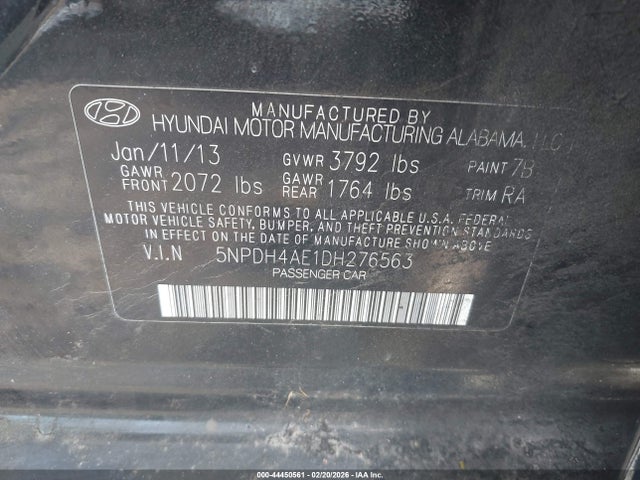 MANUFACTURED BY
HYUNDAI MOTOR MANUFACTURING ALABAMA, LLC
Jan/11/13 GVWR 3792 lbs PAINT 7B
GAWR FRONT 2072 lbs GAWR REAR 1764 lbs TRIM RA
THIS VEHICLE CONFORMS TO ALL APPLICABLE U.S.A. FEDERAL
MOTOR VEHICLE SAFETY, BUMPER, AND THEFT PREVENTION STANDARDS
IN EFFECT ON THE DATE OF MANUFACTURE SHOWN ABOVE
V.I.N 5NPDH4AE1DH276563
PASSENGER CAR
000-44450561 - 02/20/2026 - IAA Inc.